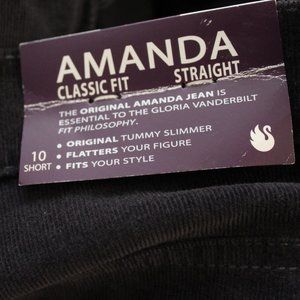 AMANDA
CLASSIC FIT STRAIGHT
THE ORIGINAL AMANDA JEAN IS
ESSENTIAL TO THE GLORIA VANDERBILT
FIT PHILOSOPHY.
10
SHORT
• ORIGINAL TUMMY SLIMMER
• FLATTERS YOUR FIGURE
• FITS YOUR STYLE